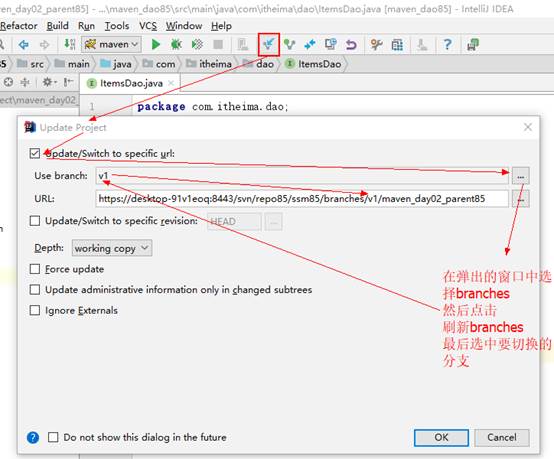 _day02_parent85] - ...\maven_dao85\src\main\java\com\itheima\dao\ItemsDao.java [maven_dao85] - IntelliJ IDEA
Refactor Build Run Tools VCS Window Help
maven
85 src main java com itheima dao ItemsDao
ItemsDao.java
ect\maven_day02_
1 package com.itheima.dao;
Update Project
Update/Switch to specific url:
Use branch: v1 ...
URL: https://desktop-91v1eoq:8443/svn/repo85/ssm85/branches/v1/maven_day02_parent85 ...
Update/Switch to specific revision: HEAD ...
Depth: working copy
Force update
Update administrative information only in changed subtrees
Ignore Externals
在弹出的窗口中选
择branches
然后点击
刷新branches
最后选中要切换的
分支
? Do not show this dialog in the future
OK Cancel